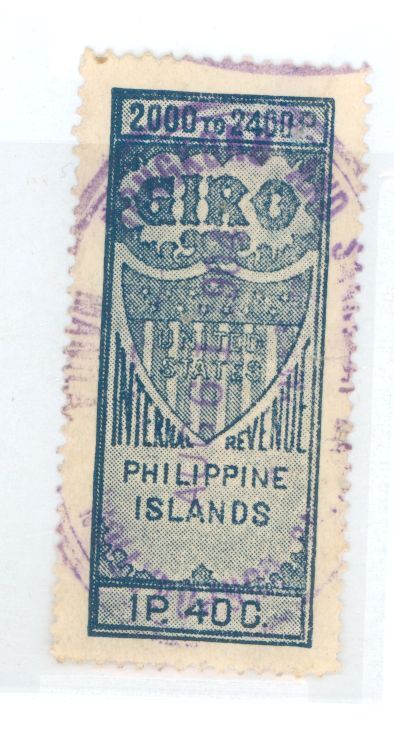 2000 TO 2400 P.
GIRO
UNITED
STATES
INTERNAL REVENUE
PHILIPPINE
ISLANDS
1P. 40C.